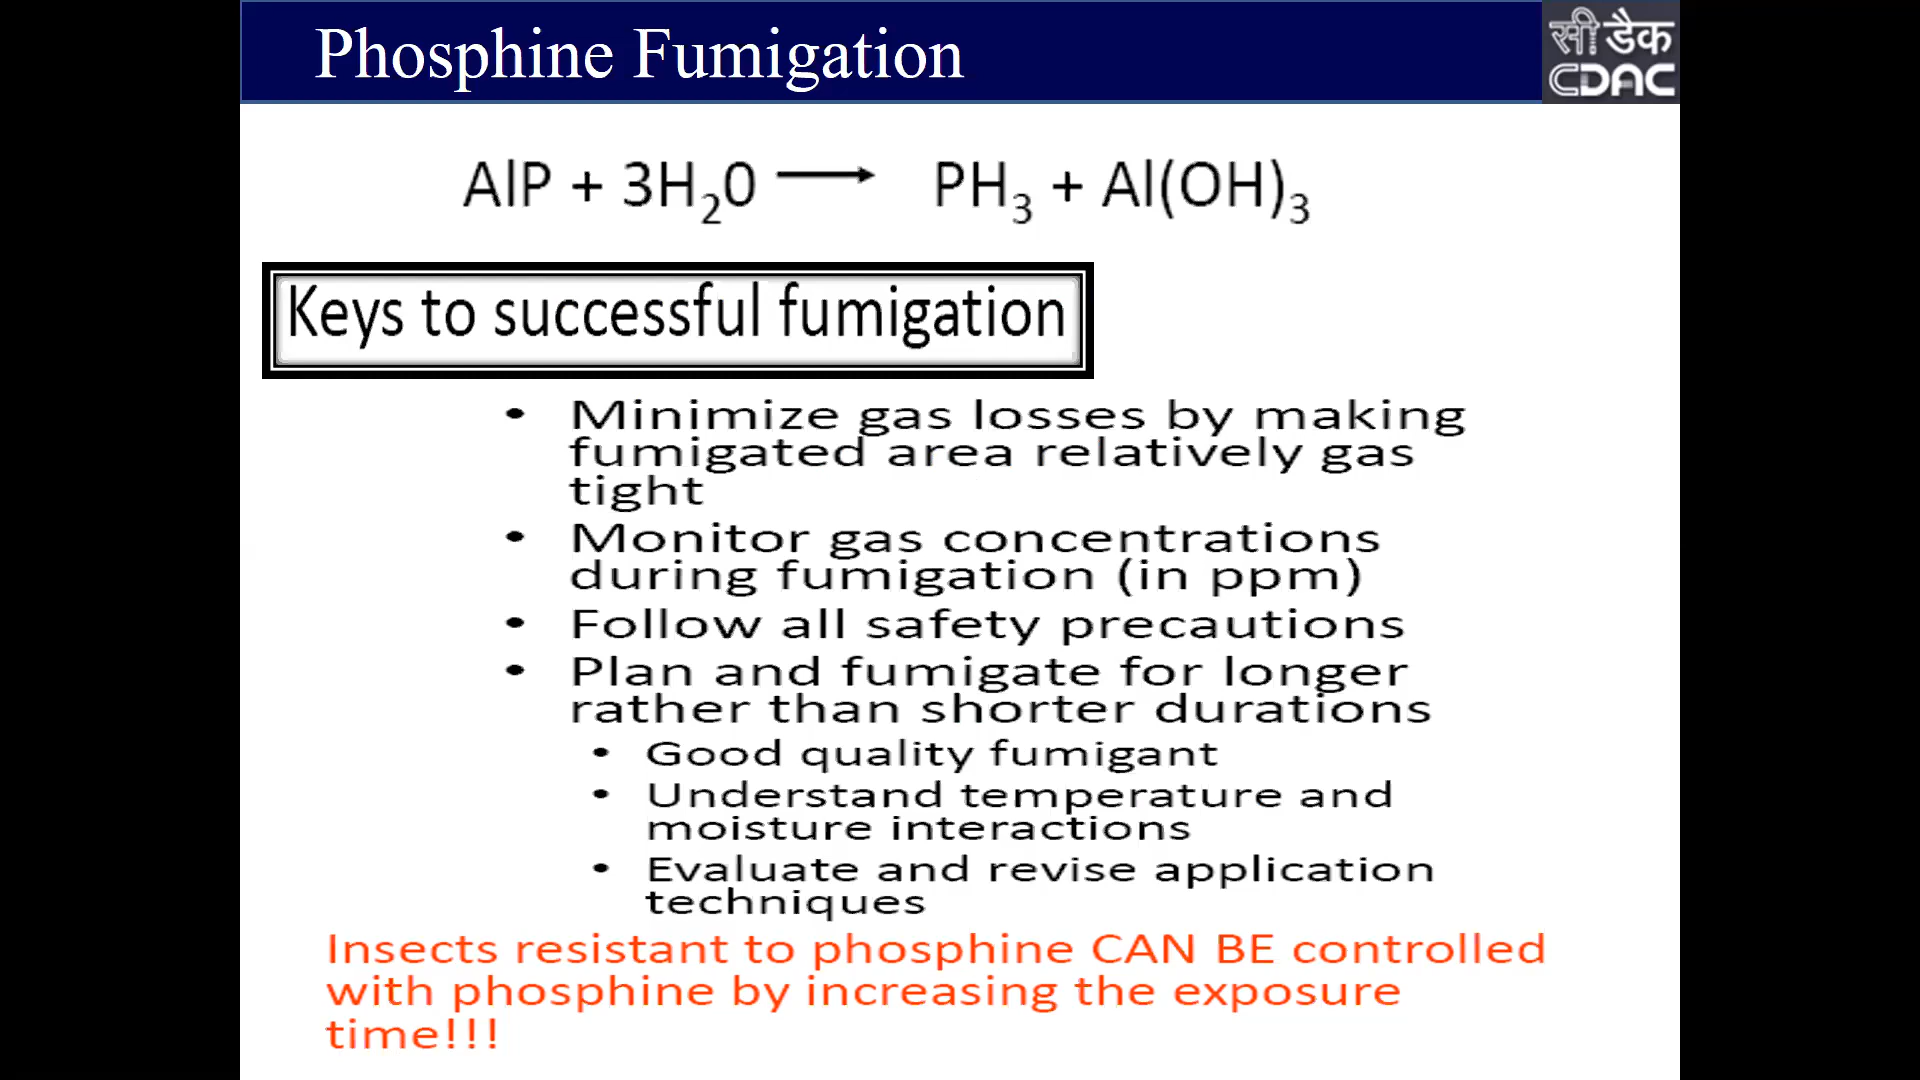 Phosphine Fumigation
सी डैक
CDAC
AlP + 3H₂0 ⟶ PH₃ + Al(OH)₃
Keys to successful fumigation
• Minimize gas losses by making
fumigated area relatively gas
tight
• Monitor gas concentrations
during fumigation (in ppm)
• Follow all safety precautions
• Plan and fumigate for longer
rather than shorter durations
• Good quality fumigant
• Understand temperature and
moisture interactions
• Evaluate and revise application
techniques
Insects resistant to phosphine CAN BE controlled
with phosphine by increasing the exposure
time!!!